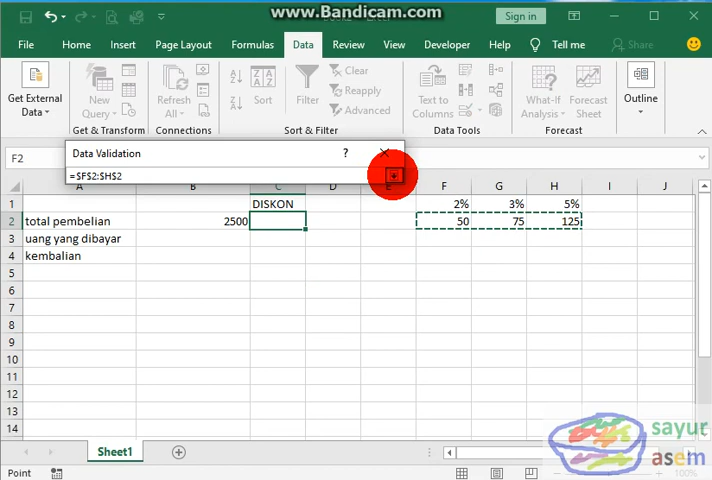 www.Bandicam.com
Sign in
File Home Insert Page Layout Formulas Data Review View Developer Help Tell me Share
Get External Data
New Query
Refresh All
Sort
Filter
Clear
Reapply
Advanced
Text to Columns
What-If Analysis
Forecast Sheet
Outline
Get & Transform Connections Sort & Filter Data Tools Forecast
Data Validation ? ×
F2
=$F$2:$H$2
A B C D E F G H I J
1 DISKON 2% 3% 5%
2 total pembelian 2500 50 75 125
3 uang yang dibayar
4 kembalian
5
6
7
8
9
10
11
12
13
14
sayur
asem
Sheet1
Point
100%